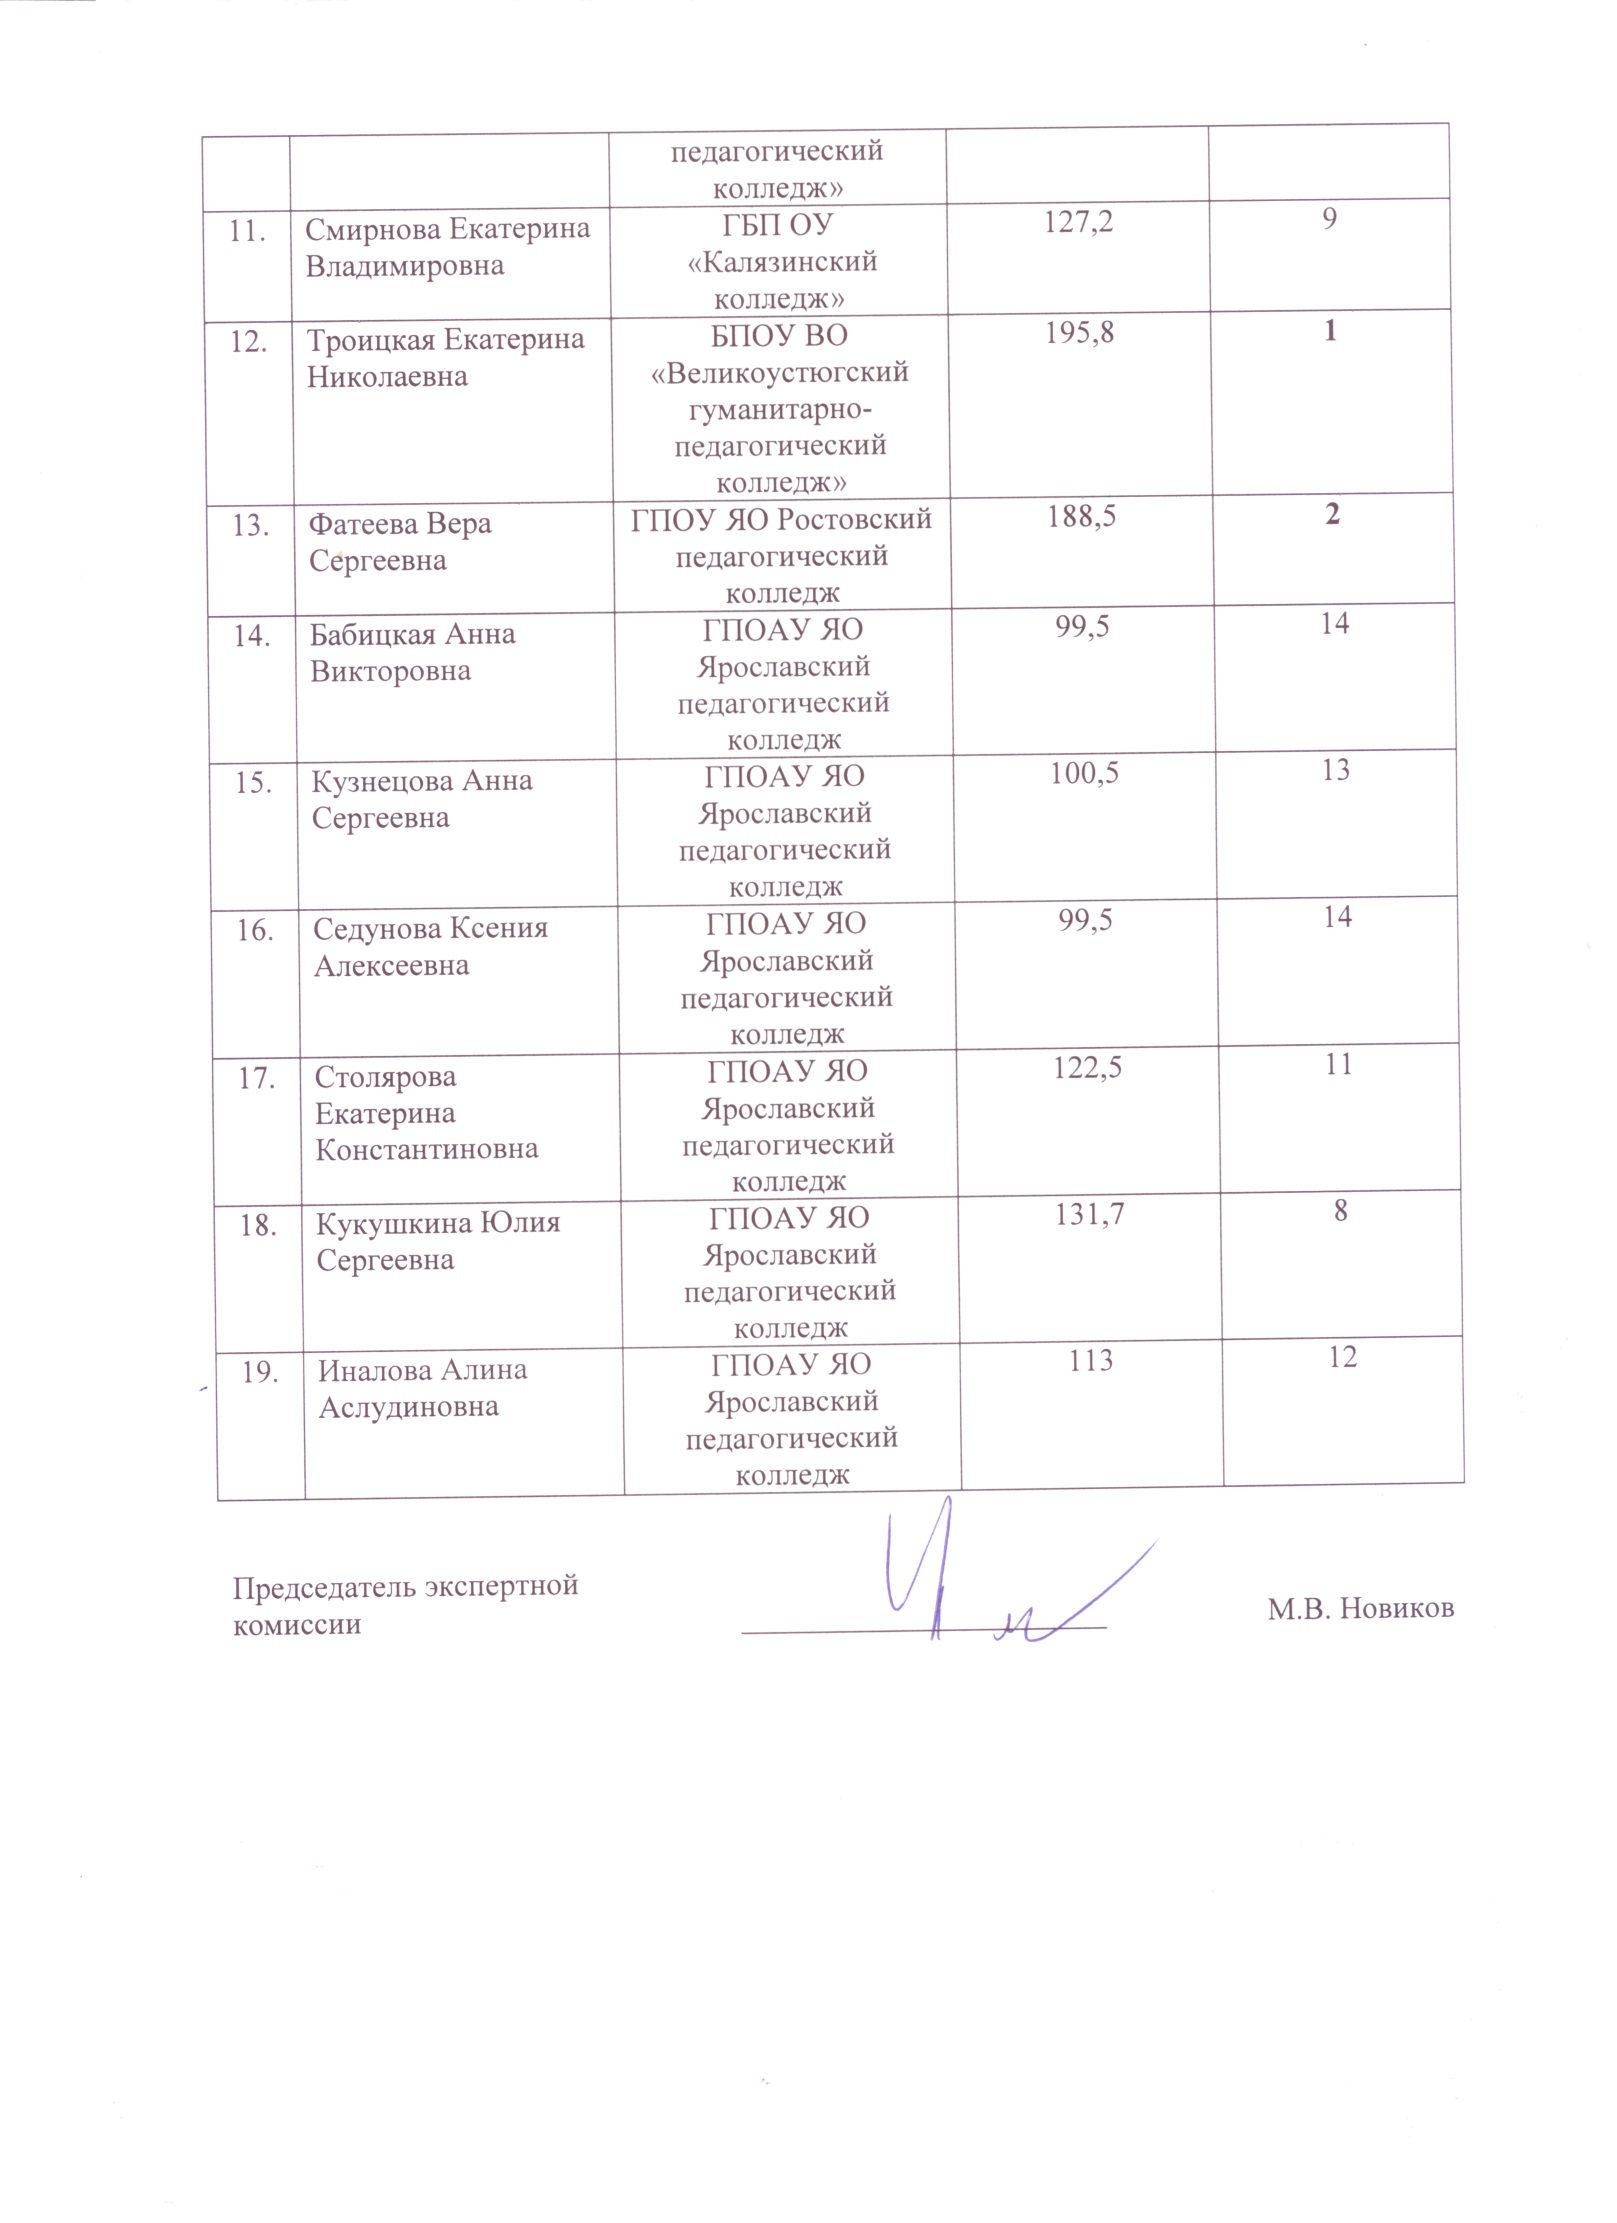 педагогический
колледж»
11. Смирнова Екатерина ГБП ОУ 127,2 9
Владимировна «Калязинский
колледж»
12. Троицкая Екатерина БПОУ ВО 195,8 1
Николаевна «Великоустюгский
гуманитарно-
педагогический
колледж»
13. Фатеева Вера ГПОУ ЯО Ростовский 188,5 2
Сергеевна педагогический
колледж
14. Бабицкая Анна ГПОАУ ЯО 99,5 14
Викторовна Ярославский
педагогический
колледж
15. Кузнецова Анна ГПОАУ ЯО 100,5 13
Сергеевна Ярославский
педагогический
колледж
16. Седунова Ксения ГПОАУ ЯО 99,5 14
Алексеевна Ярославский
педагогический
колледж
17. Столярова ГПОАУ ЯО 122,5 11
Екатерина Ярославский
Константиновна педагогический
колледж
18. Кукушкина Юлия ГПОАУ ЯО 131,7 8
Сергеевна Ярославский
педагогический
колледж
19. Иналова Алина ГПОАУ ЯО 113 12
Аслудиновна Ярославский
педагогический
колледж
Председатель экспертной
комиссии М.В. Новиков